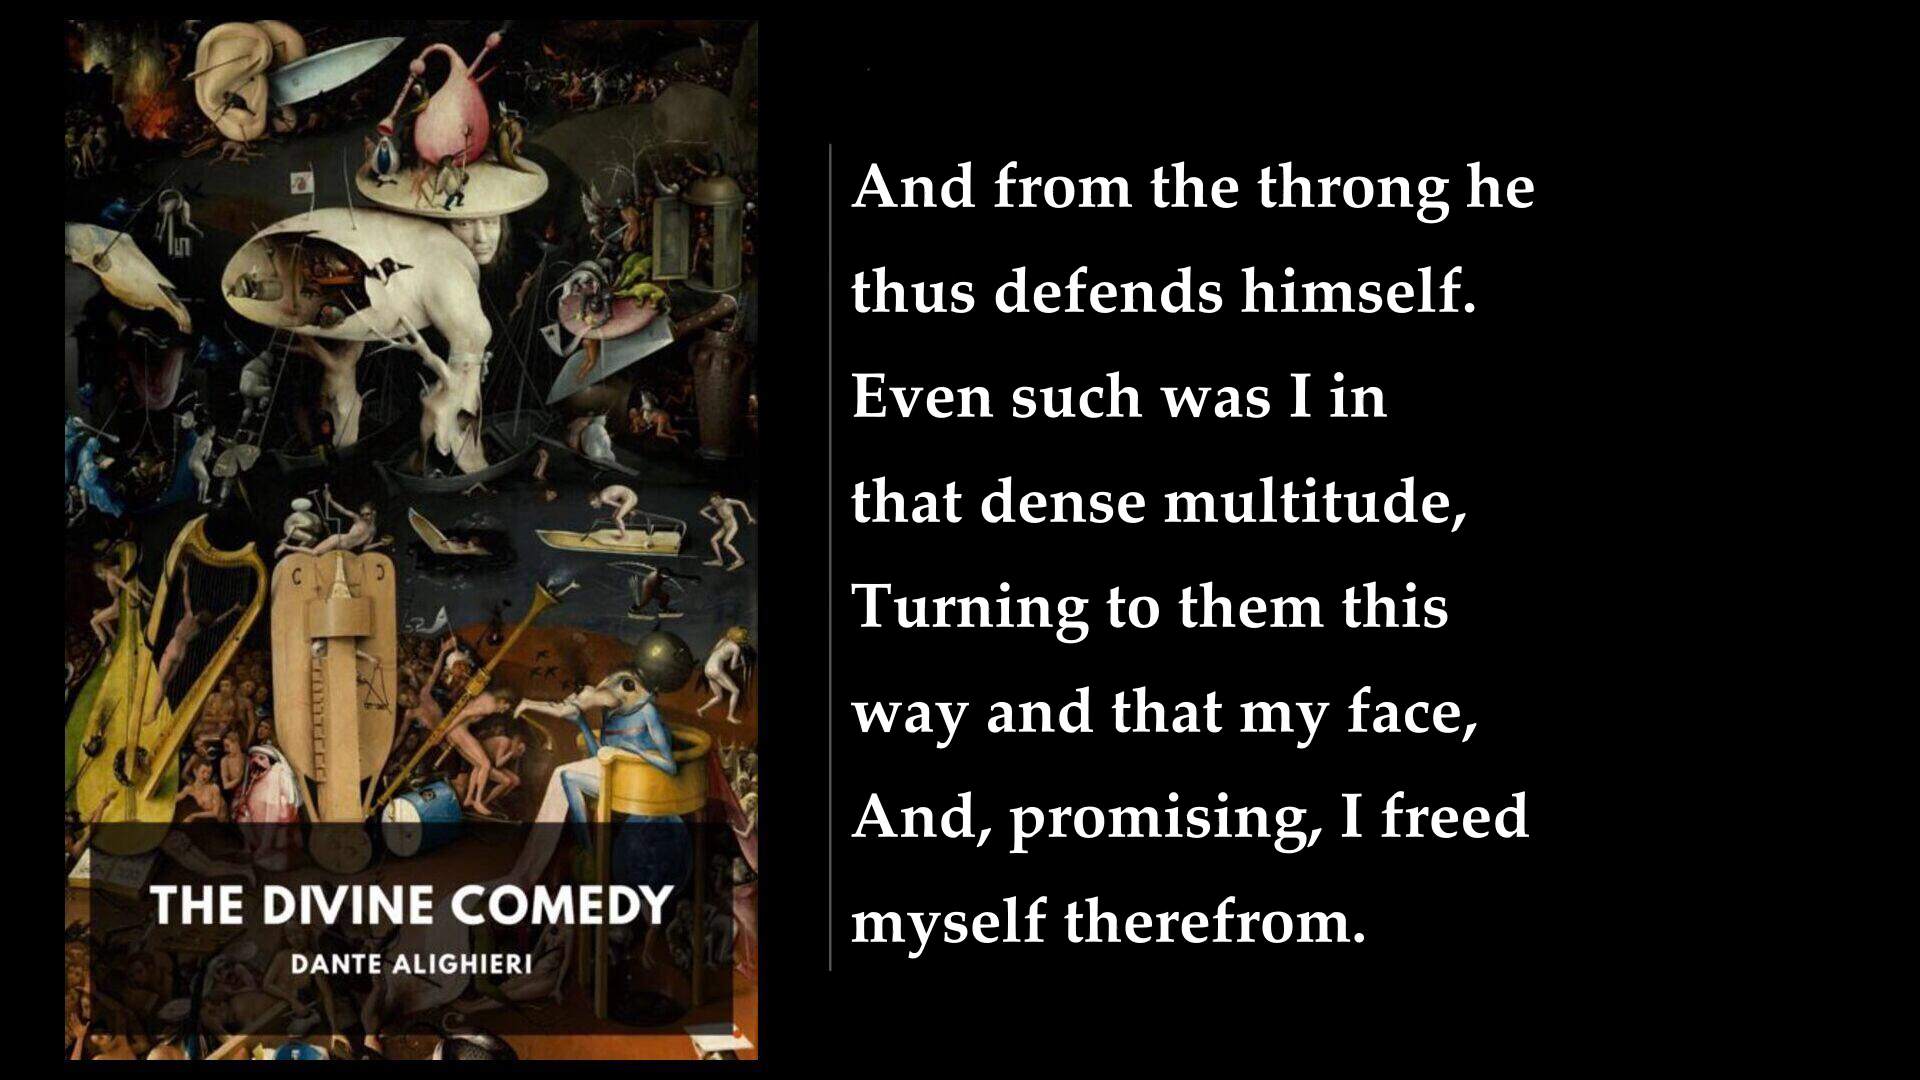 And from the throng he
thus defends himself.
Even such was I in
that dense multitude,
Turning to them this
way and that my face,
And, promising, I freed
myself therefrom.
THE DIVINE COMEDY
DANTE ALIGHIERI